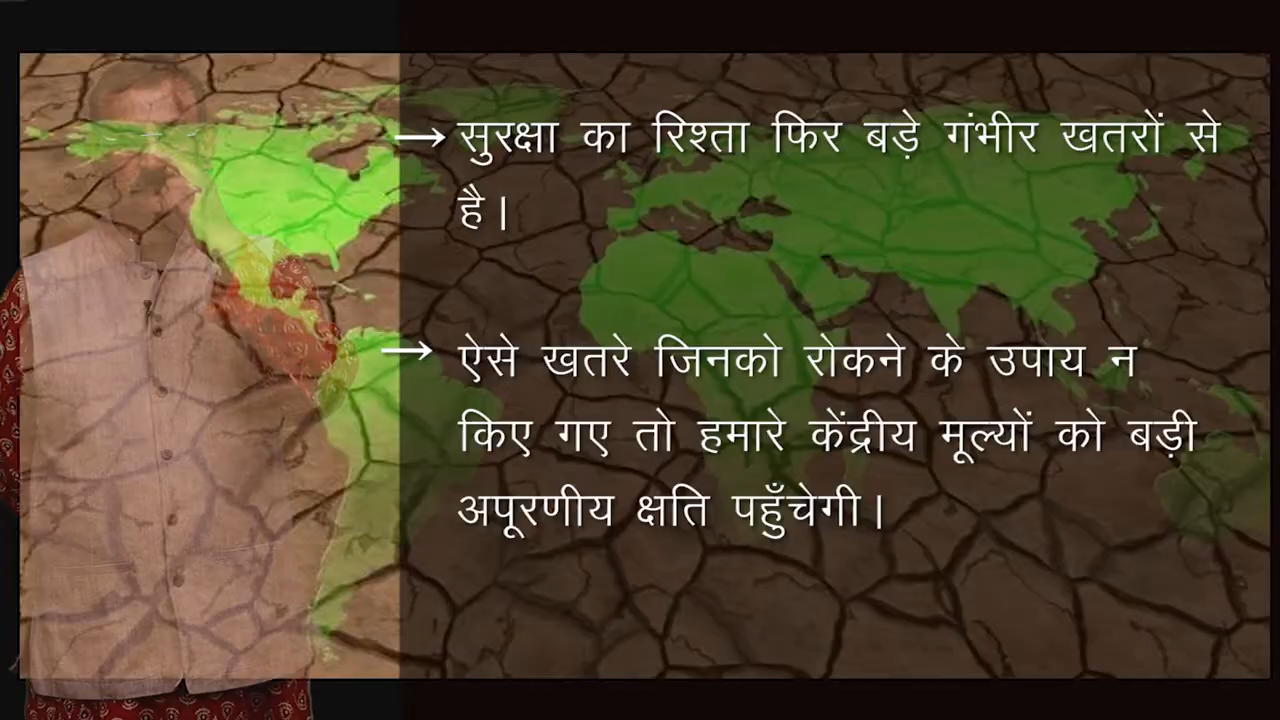 → सुरक्षा का रिश्ता फिर बड़े गंभीर खतरों से
है।
→ ऐसे खतरे जिनको रोकने के उपाय न
किए गए तो हमारे केंद्रीय मूल्यों को बड़ी
अपूरणीय क्षति पहुँचेगी।